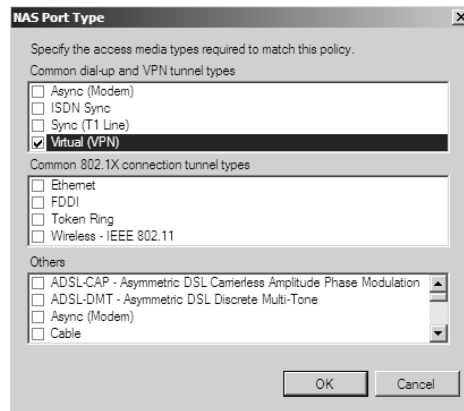 NAS Port Type
Specify the access media types required to match this policy.
Common dial-up and VPN tunnel types
Async (Modem)
ISDN Sync
Sync (T1 Line)
Virtual (VPN)
Common 802.1X connection tunnel types
Ethernet
FDDI
Token Ring
Wireless - IEEE 802.11
Others
ADSL-CAP - Asymmetric DSL Carrierless Amplitude Phase Modulation
ADSL-DMT - Asymmetric DSL Discrete Multi-Tone
Async (Modem)
Cable
OK Cancel